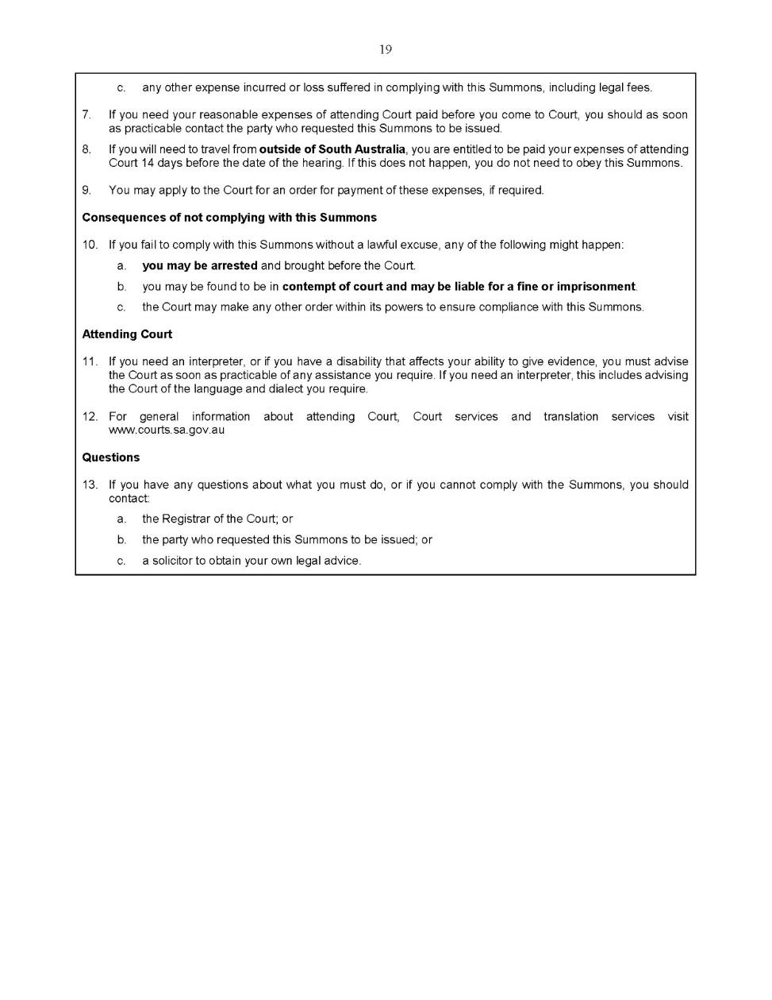 19
c. any other expense incurred or loss suffered in complying with this Summons, including legal fees.
7. If you need your reasonable expenses of attending Court paid before you come to Court, you should as soon
as practicable contact the party who requested this Summons to be issued.
8. If you will need to travel from outside of South Australia, you are entitled to be paid your expenses of attending
Court 14 days before the date of the hearing. If this does not happen, you do not need to obey this Summons.
9. You may apply to the Court for an order for payment of these expenses, if required.
Consequences of not complying with this Summons
10. If you fail to comply with this Summons without a lawful excuse, any of the following might happen:
a. you may be arrested and brought before the Court.
b. you may be found to be in contempt of court and may be liable for a fine or imprisonment.
c. the Court may make any other order within its powers to ensure compliance with this Summons.
Attending Court
11. If you need an interpreter, or if you have a disability that affects your ability to give evidence, you must advise
the Court as soon as practicable of any assistance you require. If you need an interpreter, this includes advising
the Court of the language and dialect you require.
12. For general information about attending Court, Court services and translation services visit
www.courts.sa.gov.au
Questions
13. If you have any questions about what you must do, or if you cannot comply with the Summons, you should
contact:
a. the Registrar of the Court; or
b. the party who requested this Summons to be issued; or
c. a solicitor to obtain your own legal advice.